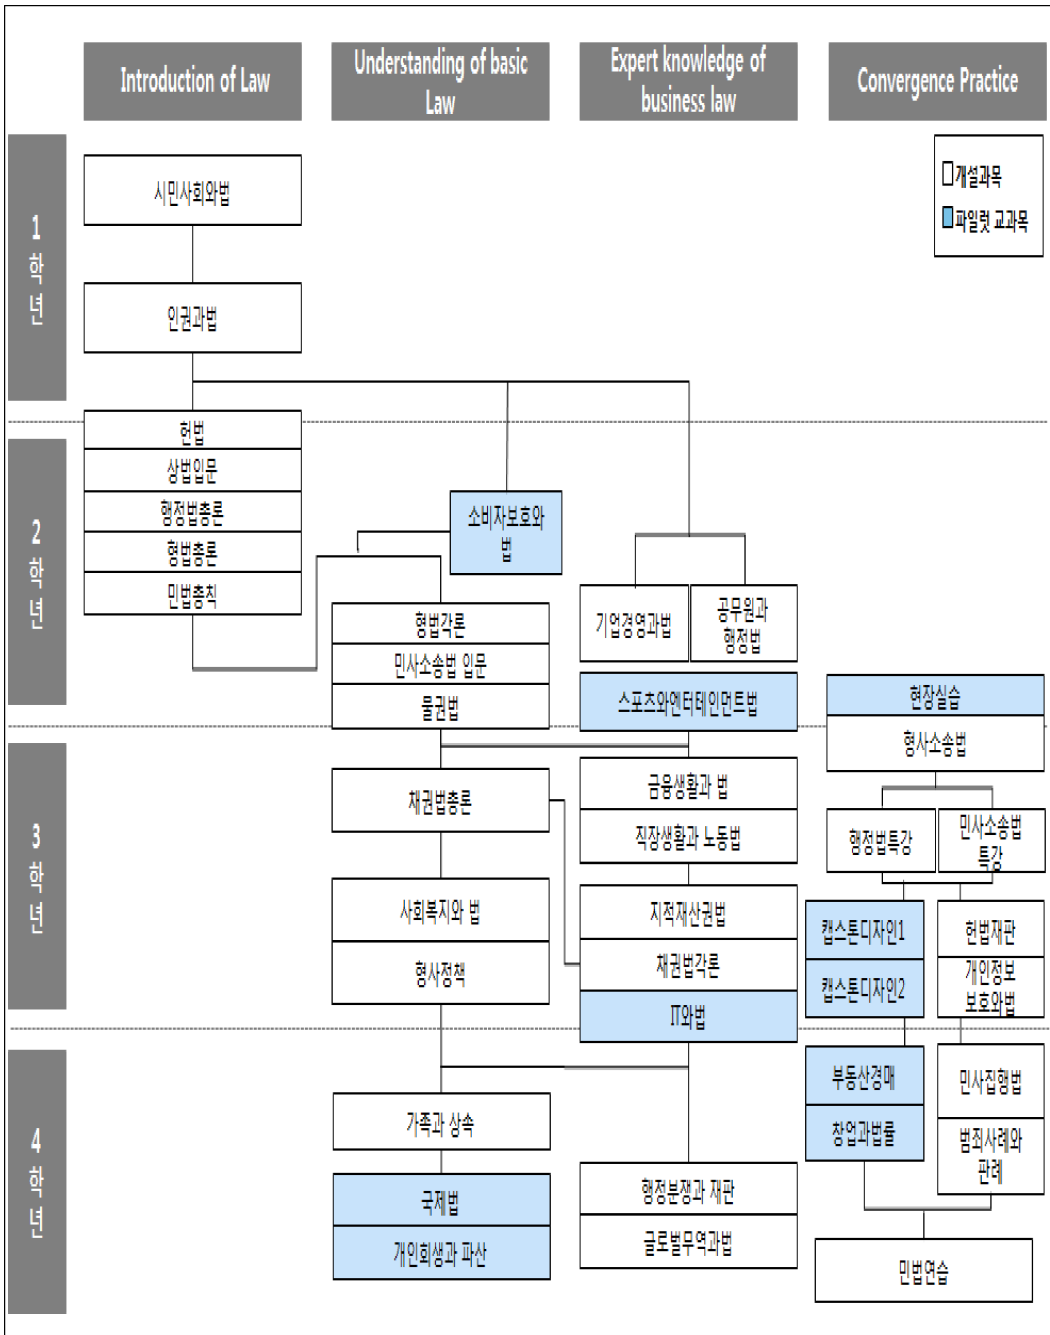 Introduction of Law
Understanding of basic
Law
Expert knowledge of
business law
Convergence Practice
개설과목
파일럿 교과목
1
학
년
시민사회와법
인권과법
2
학
년
헌법
상법입문
행정법총론
형법총론
민법총칙
소비자보호와
법
형법각론
민사소송법 입문
물권법
기업경영과법
공무원과
행정법
스포츠와엔터테인먼트법
현장실습
형사소송법
3
학
년
채권법총론
사회복지와 법
형사정책
금융생활과 법
직장생활과 노동법
지적재산권법
채권법각론
IT와법
행정법특강
민사소송법
특강
캡스톤디자인1
캡스톤디자인2
헌법재판
개인정보
보호와법
4
학
년
가족과 상속
국제법
개인회생과 파산
행정분쟁과 재판
글로벌무역과법
부동산경매
창업과법률
민사집행법
범죄사례와
판례
민법연습